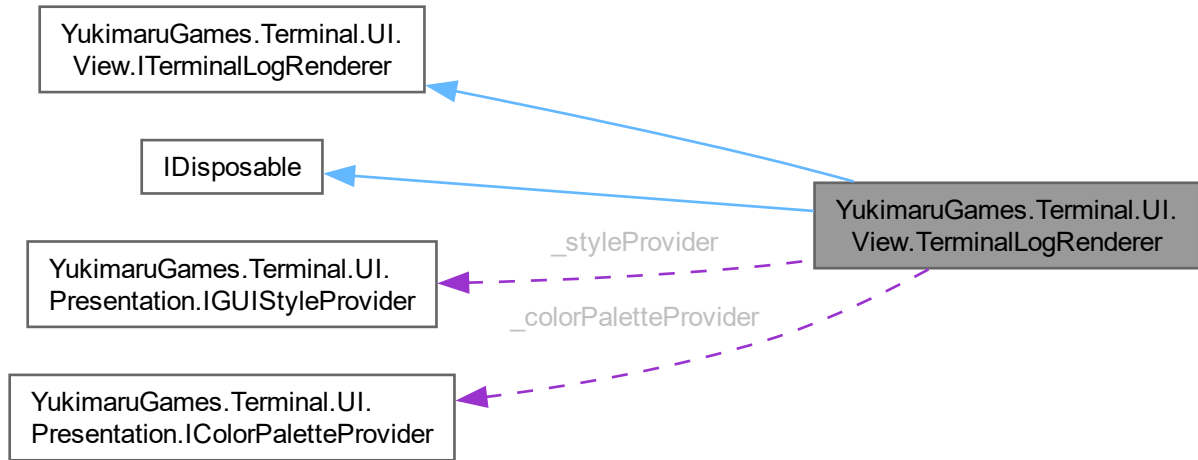 YukimaruGames.Terminal.UI.
View.ITerminalLogRenderer
IDisposable
YukimaruGames.Terminal.UI.
View.TerminalLogRenderer
_styleProvider
YukimaruGames.Terminal.UI.
Presentation.IGUIStyleProvider
_colorPaletteProvider
YukimaruGames.Terminal.UI.
Presentation.IColorPaletteProvider